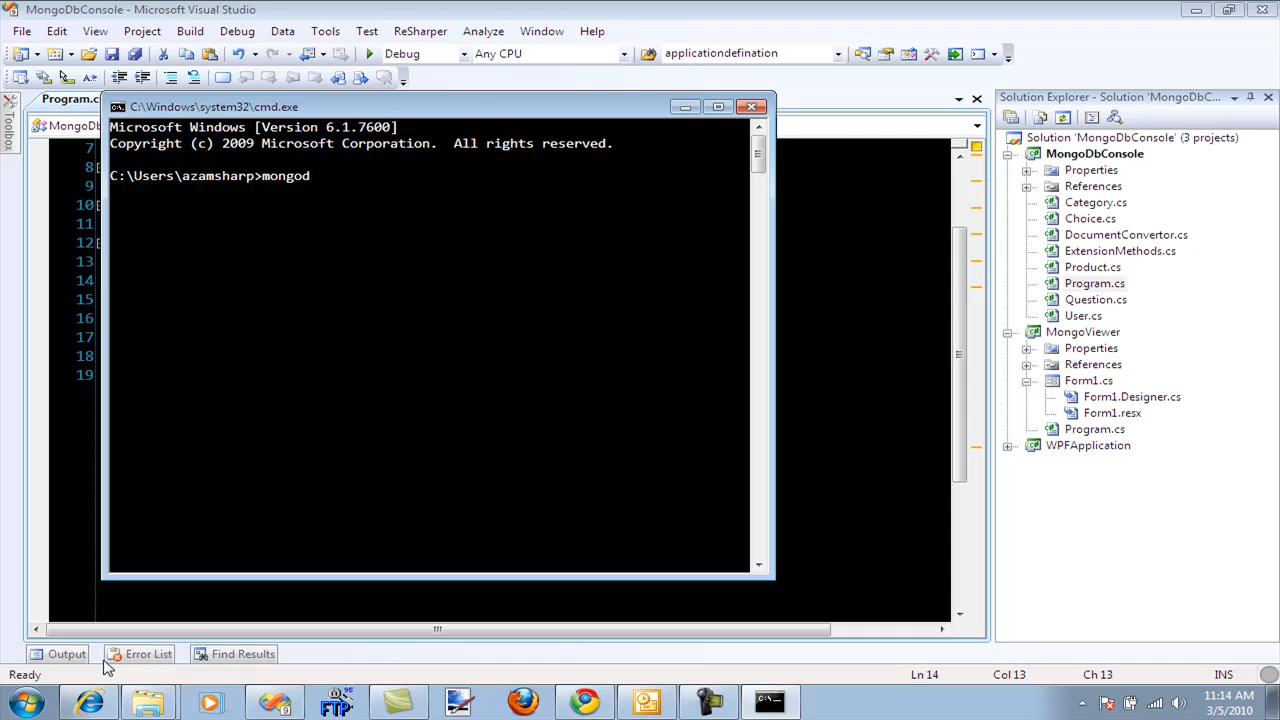 MongoDbConsole - Microsoft Visual Studio
File Edit View Project Build Debug Data Tools Test ReSharper Analyze Window Help
Debug Any CPU applicationdefination
Program.c
C:\Windows\system32\cmd.exe
MongoDb
Microsoft Windows [Version 6.1.7600]
Copyright (c) 2009 Microsoft Corporation. All rights reserved.
C:\Users\azamsharp>mongod
7
8
9
10
11
12
13
14
15
16
17
18
19
Toolbox
Solution Explorer - Solution 'MongoDbC...
Solution 'MongoDbConsole' (3 projects)
MongoDbConsole
Properties
References
Category.cs
Choice.cs
DocumentConvertor.cs
ExtensionMethods.cs
Product.cs
Program.cs
Question.cs
User.cs
MongoViewer
Properties
References
Form1.cs
Form1.Designer.cs
Form1.resx
Program.cs
WPFApplication
Output Error List Find Results
Ready Ln 14 Col 13 Ch 13 INS
FTP
11:14 AM
3/5/2010